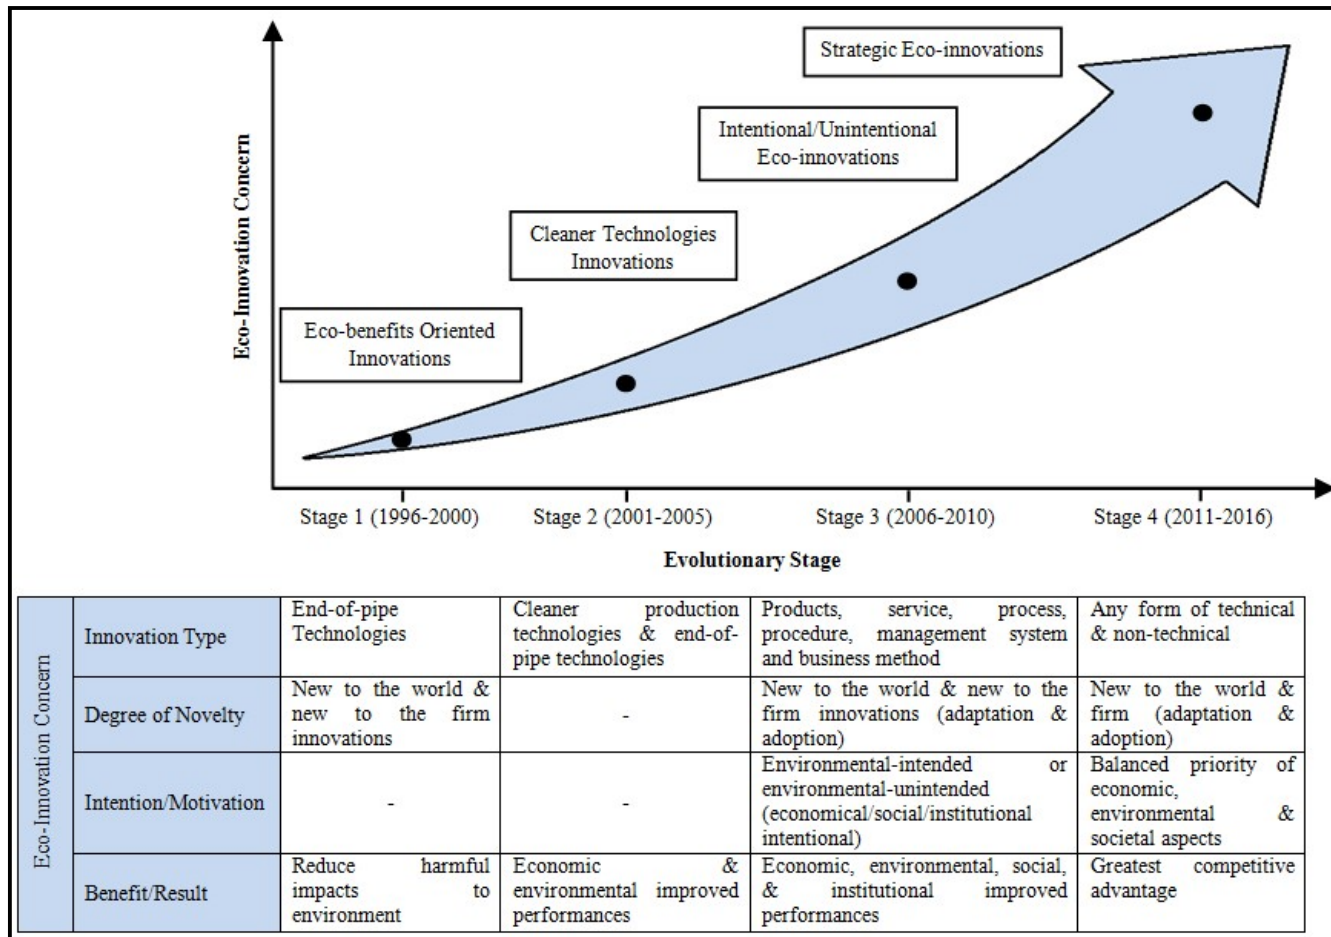 Strategic Eco-innovations
Intentional/Unintentional
Eco-innovations
Cleaner Technologies
Innovations
Eco-benefits Oriented
Innovations
Eco-Innovation Concern
Stage 1 (1996-2000)
Stage 2 (2001-2005)
Stage 3 (2006-2010)
Stage 4 (2011-2016)
Evolutionary Stage
Eco-Innovation Concern
Innovation Type
End-of-pipe
Technologies
Cleaner production
technologies & end-of-
pipe technologies
Products, service, process,
procedure, management system
and business method
Any form of technical
& non-technical
Degree of Novelty
New to the world &
new to the firm
innovations
-
New to the world & new to the
firm innovations (adaptation &
adoption)
New to the world &
firm (adaptation &
adoption)
Intention/Motivation
-
-
Environmental-intended or
environmental-unintended
(economical/social/institutional
intentional)
Balanced priority of
economic,
environmental &
societal aspects
Benefit/Result
Reduce harmful
impacts to
environment
Economic &
environmental improved
performances
Economic, environmental, social,
& institutional improved
performances
Greatest competitive
advantage